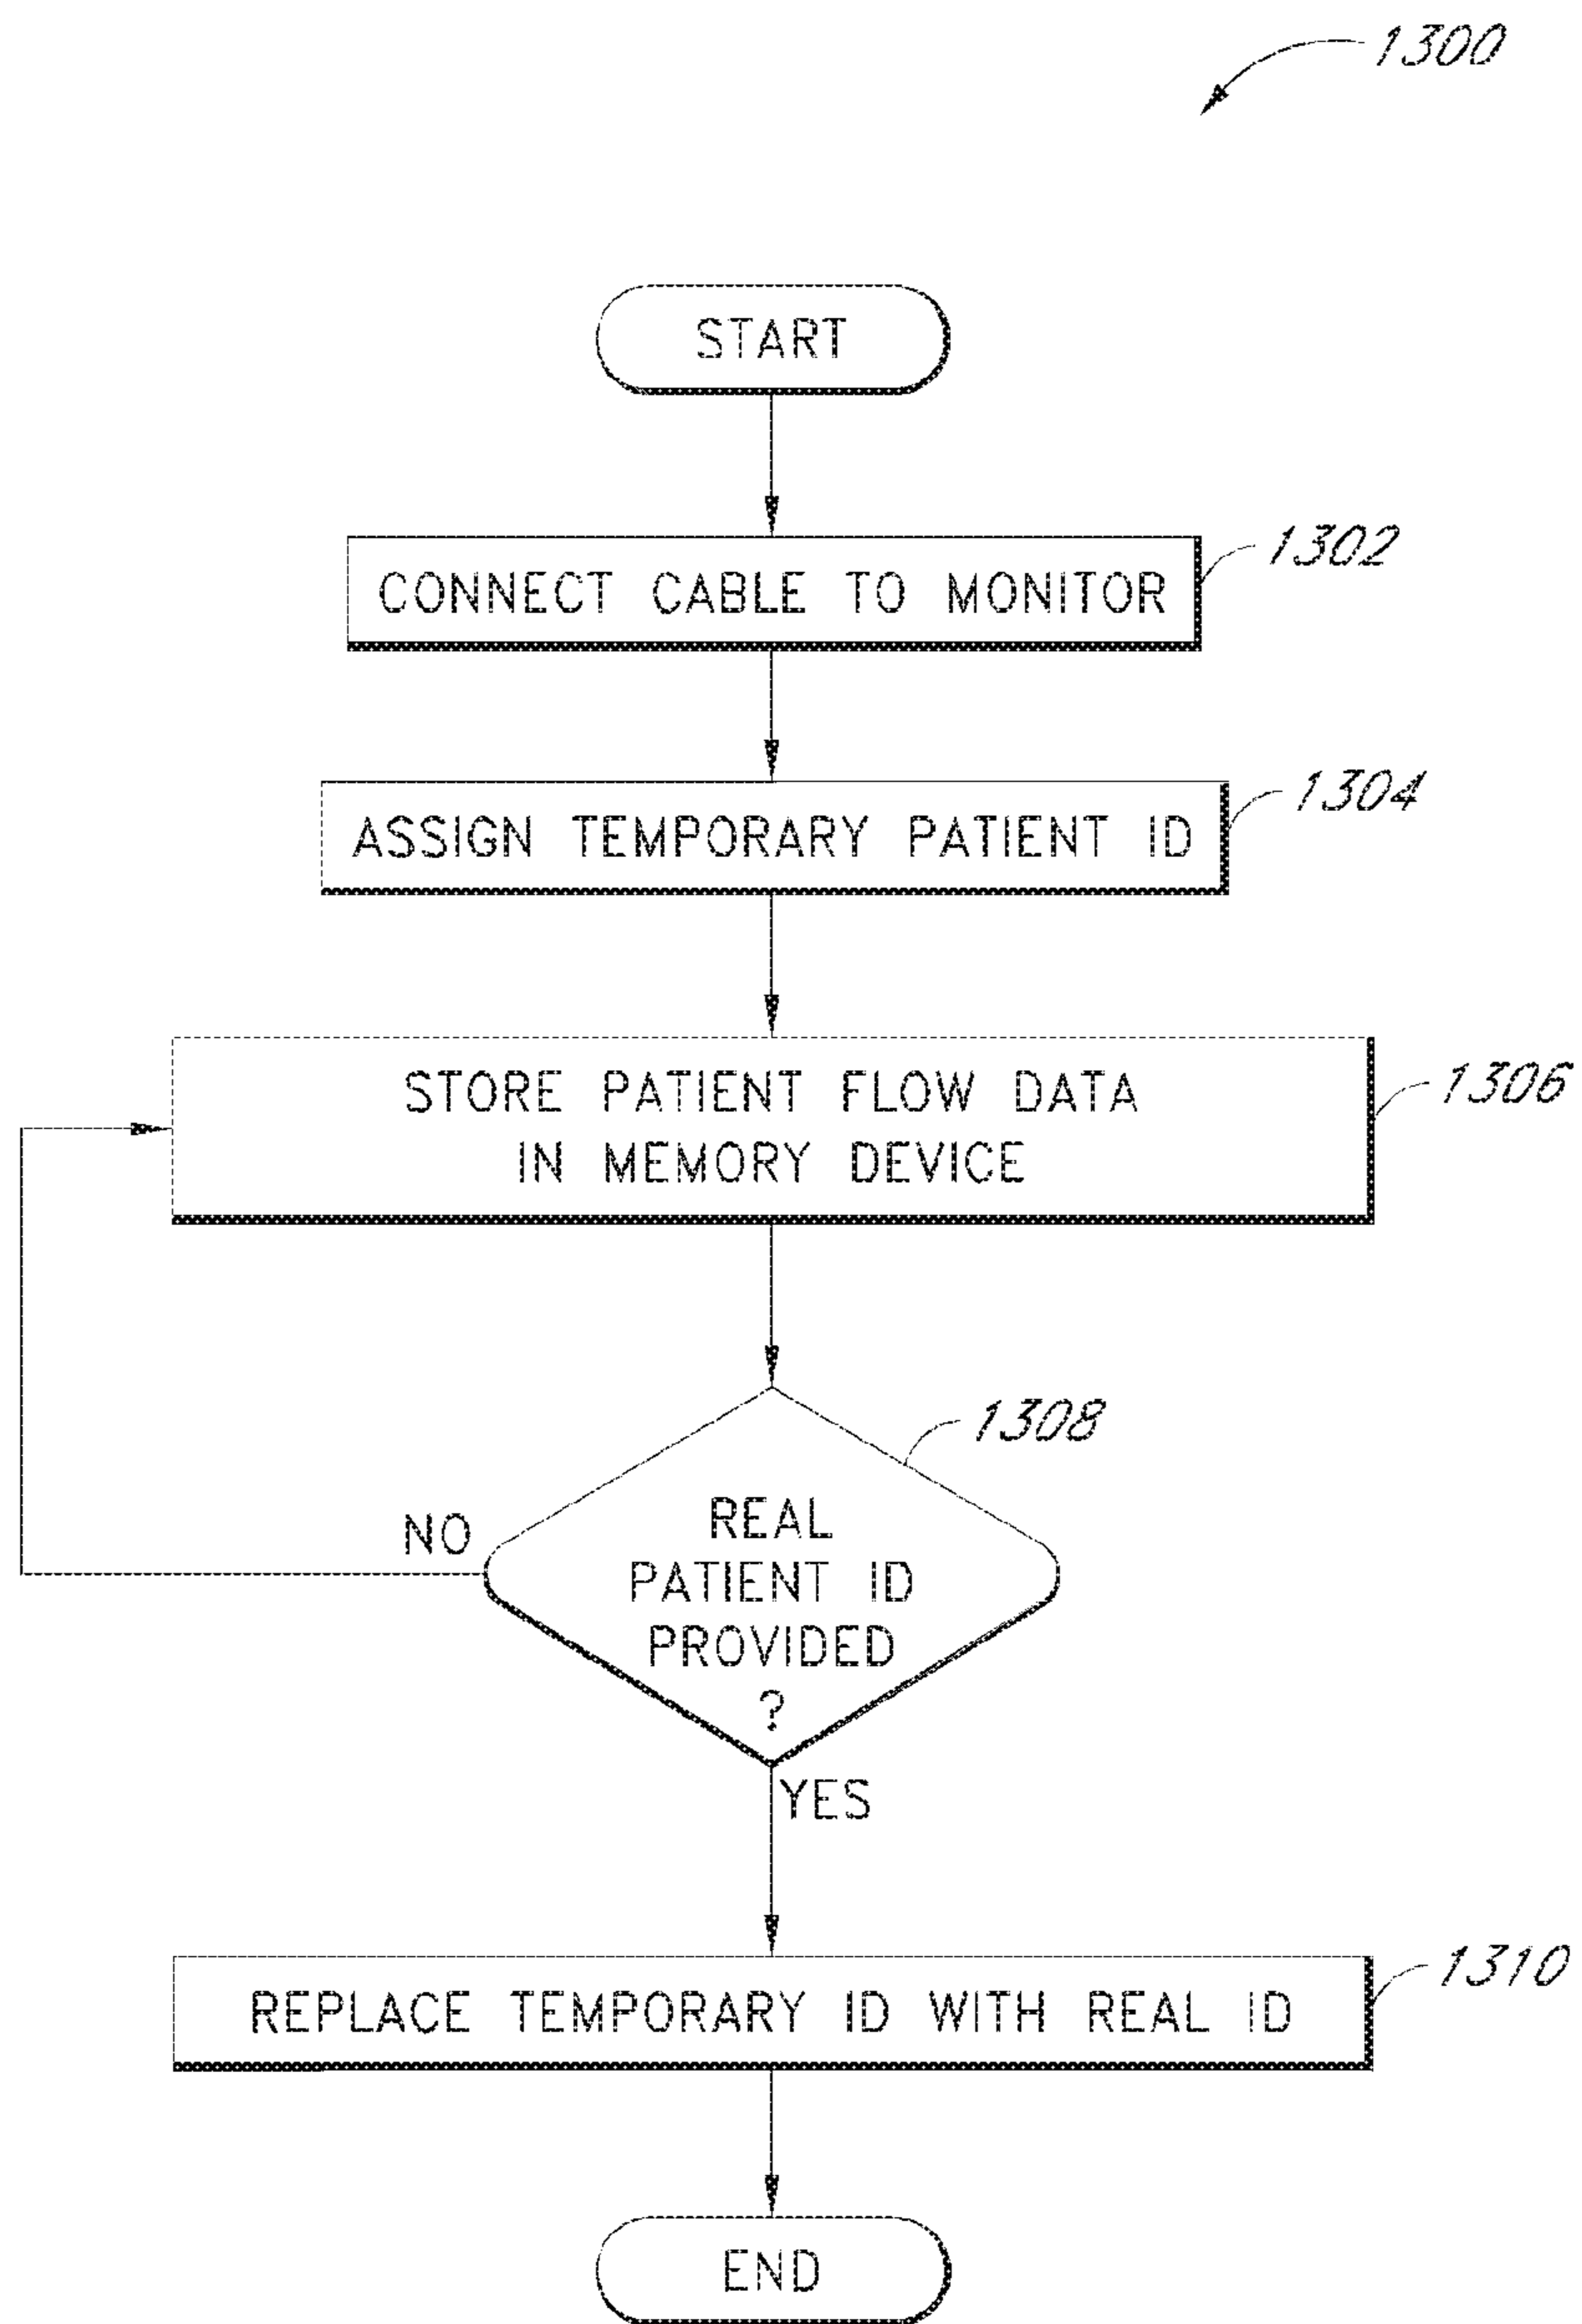 1300
START
CONNECT CABLE TO MONITOR
1302
ASSIGN TEMPORARY PATIENT ID
1304
STORE PATIENT FLOW DATA
IN MEMORY DEVICE
1306
1308
REAL
PATIENT ID
PROVIDED
?
NO
YES
REPLACE TEMPORARY ID WITH REAL ID
1310
END